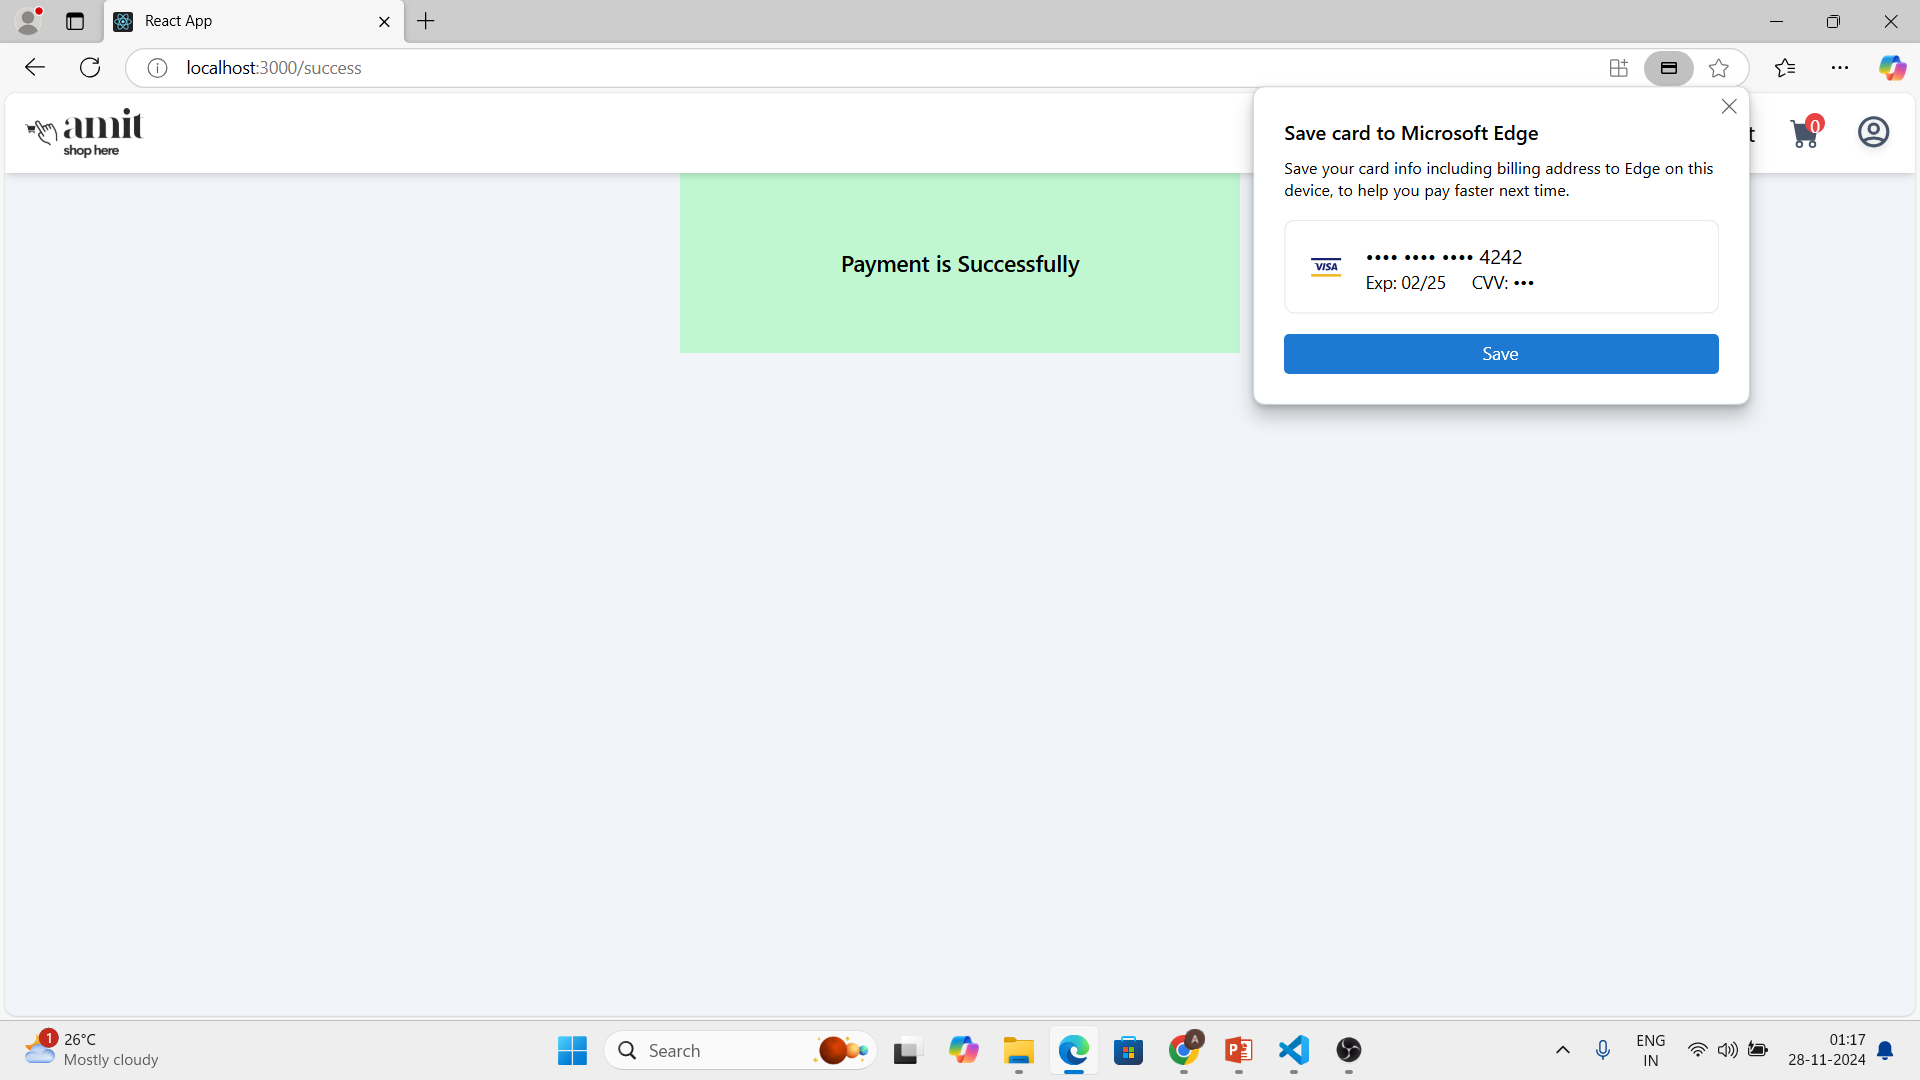 React App
localhost:3000/success
amit
shop here
t
0
Payment is Successfully
Save card to Microsoft Edge
Save your card info including billing address to Edge on this
device, to help you pay faster next time.
VISA
•••• •••• •••• 4242
Exp: 02/25 CVV: •••
Save
1
26°C
Mostly cloudy
Search
A
ENG
IN
01:17
28-11-2024